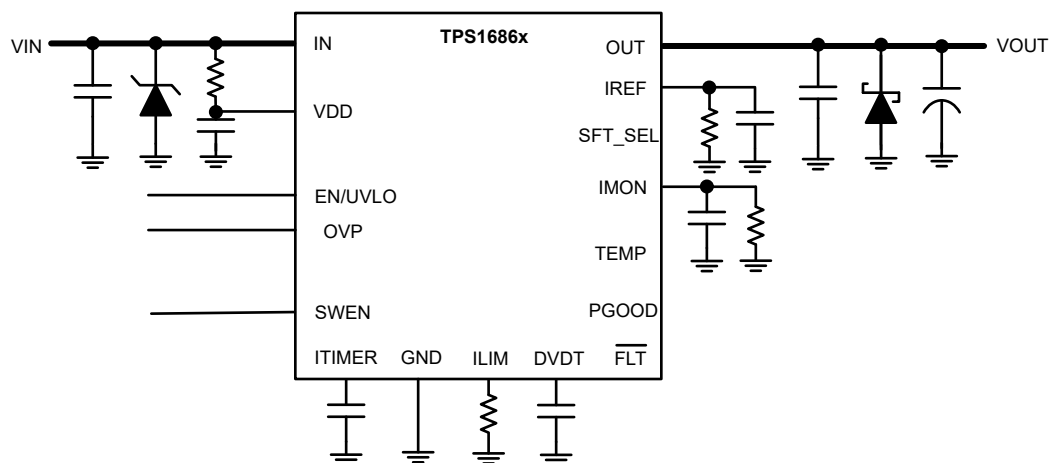 TPS1686x
VIN
IN
OUT
VOUT
IREF
VDD
SFT_SEL
IMON
EN/UVLO
OVP
TEMP
SWEN
PGOOD
ITIMER
GND
ILIM
DVDT
FLT